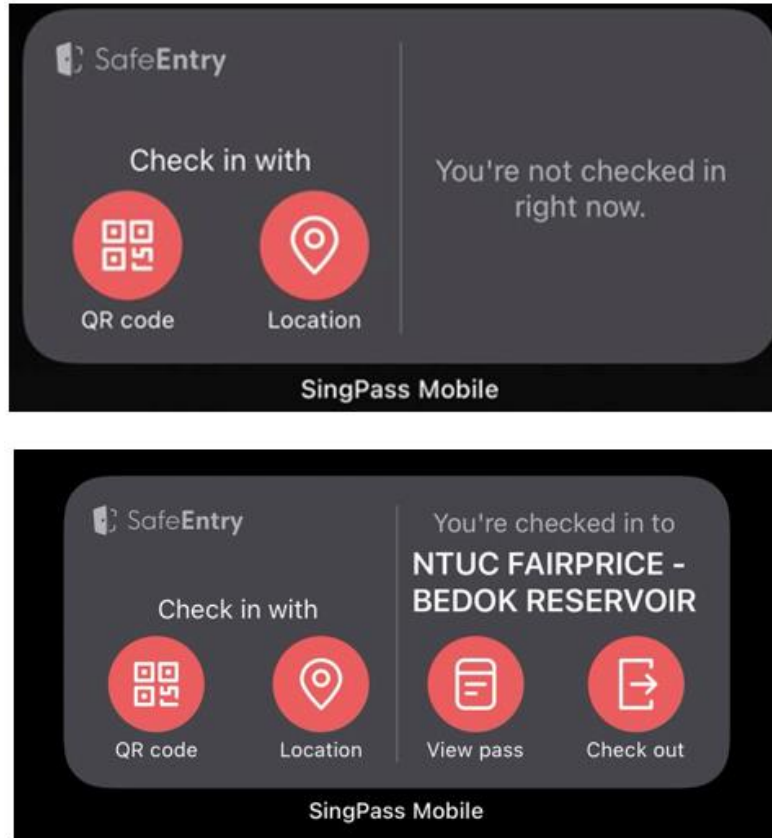 SafeEntry
Check in with
QR code
Location
You're not checked in
right now.
SingPass Mobile
SafeEntry
Check in with
QR code
Location
You're checked in to
NTUC FAIRPRICE -
BEDOK RESERVOIR
View pass
Check out
SingPass Mobile